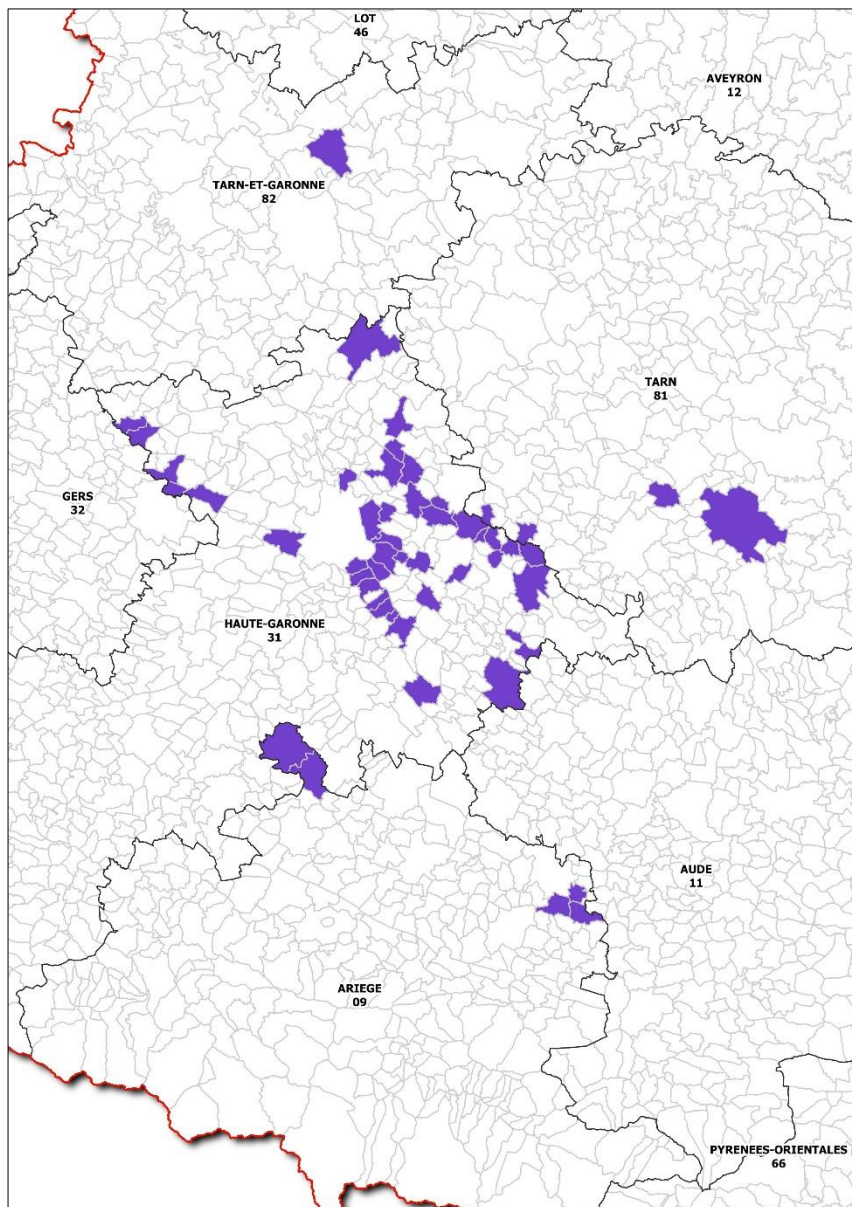 LOT
46
AVEYRON
12
TARN-ET-GARONNE
82
TARN
81
GERS
32
HAUTE-GARONNE
31
AUDE
11
ARIEGE
09
PYRENEES-ORIENTALES
66